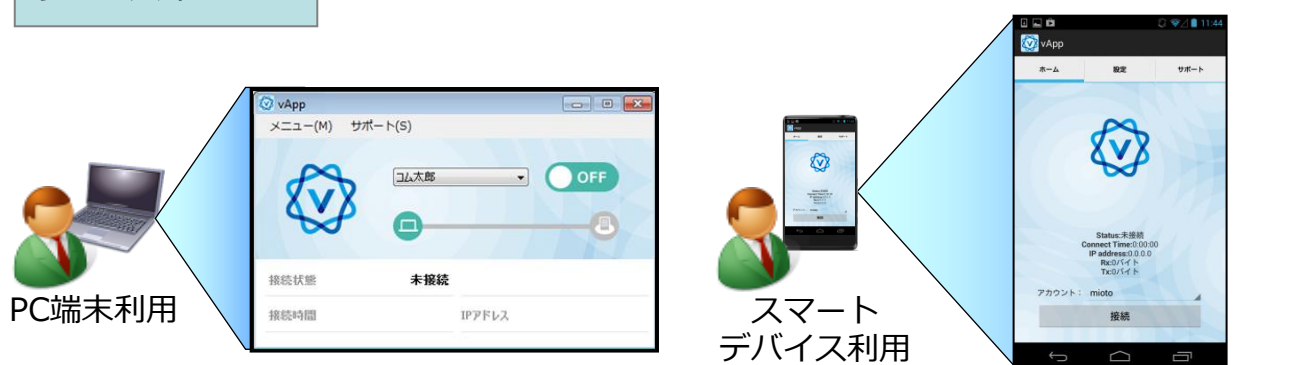 vApp
メニュー(M) サポート(S)
コム太郎
OFF
接続状態 未接続
接続時間 IPアドレス
PC端末利用
スマート
デバイス利用
11:44
vApp
ホーム 設定 サポート
Status:未接続
Connect Time:0:00:00
IP address:0.0.0.0
Rx:0バイト
Tx:0バイト
アカウント： mioto
接続